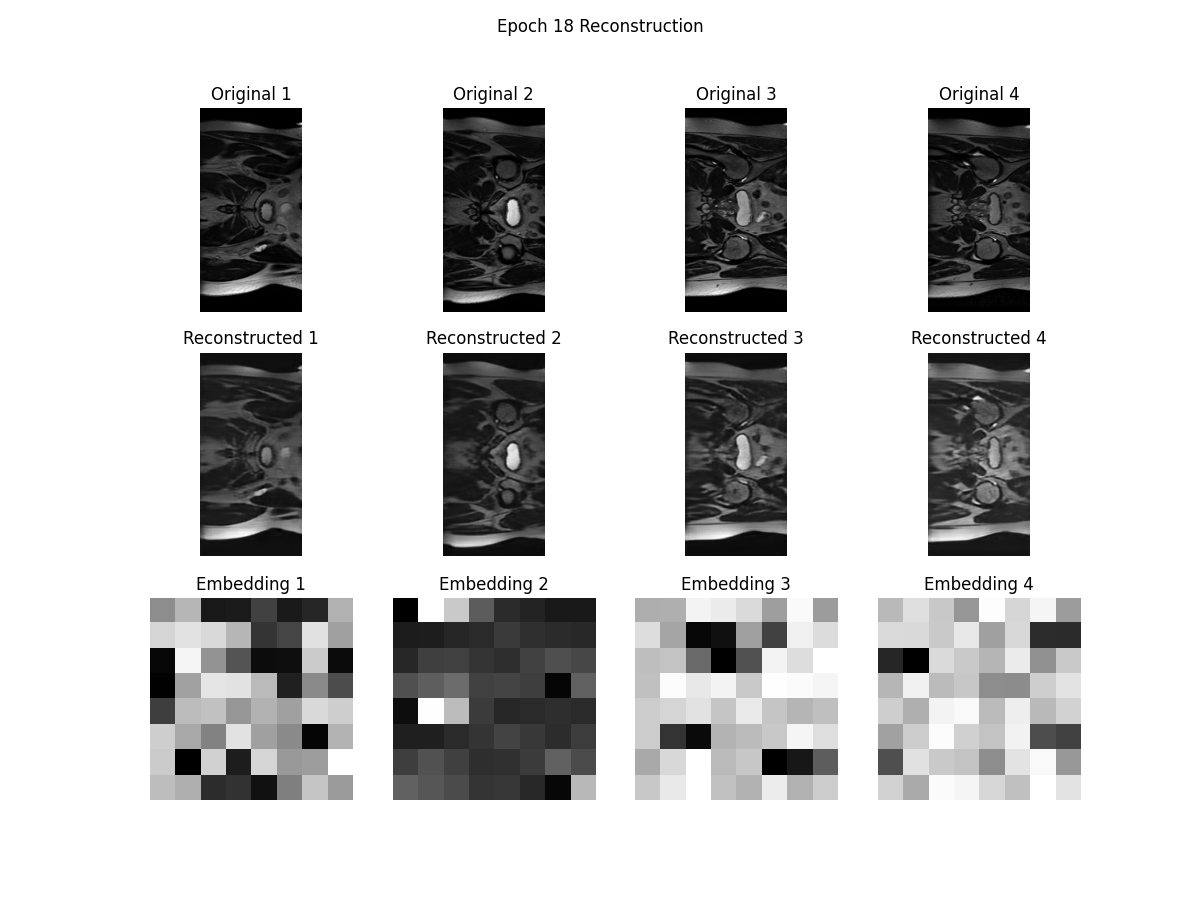 Epoch 18 Reconstruction
Original 1
Original 2
Original 3
Original 4
Reconstructed 1
Reconstructed 2
Reconstructed 3
Reconstructed 4
Embedding 1
Embedding 2
Embedding 3
Embedding 4